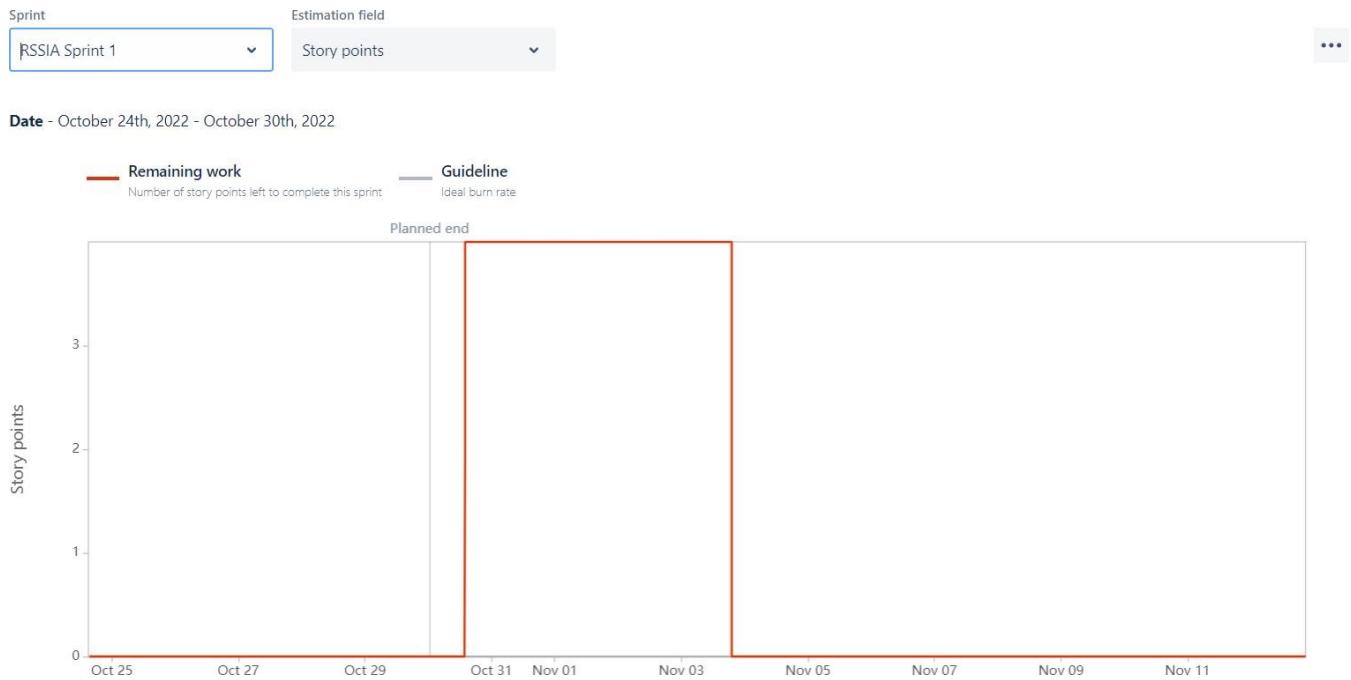 Sprint Estimation field
RSSIA Sprint 1 Story points
Date - October 24th, 2022 - October 30th, 2022
Remaining work Guideline
Number of story points left to complete this sprint Ideal burn rate
Planned end
3
2
Story points
1
0
Oct 25 Oct 27 Oct 29 Oct 31 Nov 01 Nov 03 Nov 05 Nov 07 Nov 09 Nov 11